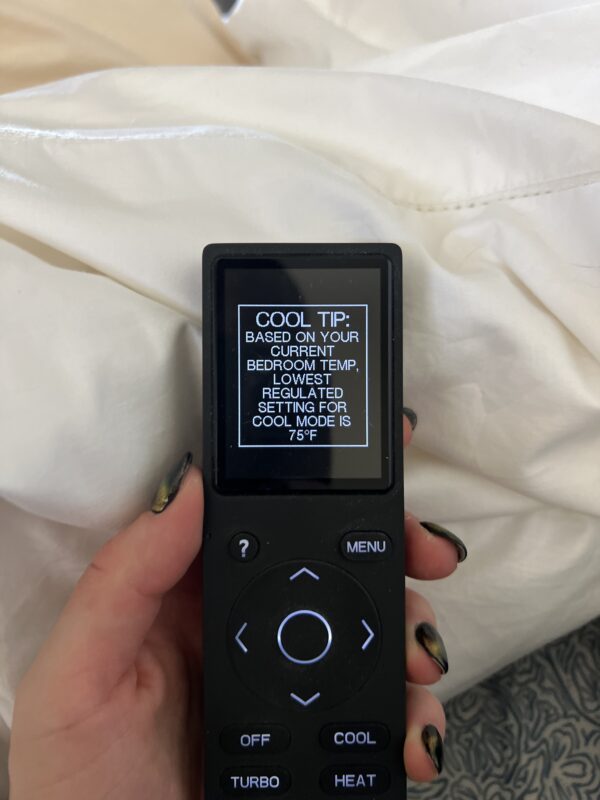 COOL TIP:
BASED ON YOUR
CURRENT
BEDROOM TEMP,
LOWEST
REGULATED
SETTING FOR
COOL MODE IS
75°F
?
MENU
OFF
COOL
TURBO
HEAT